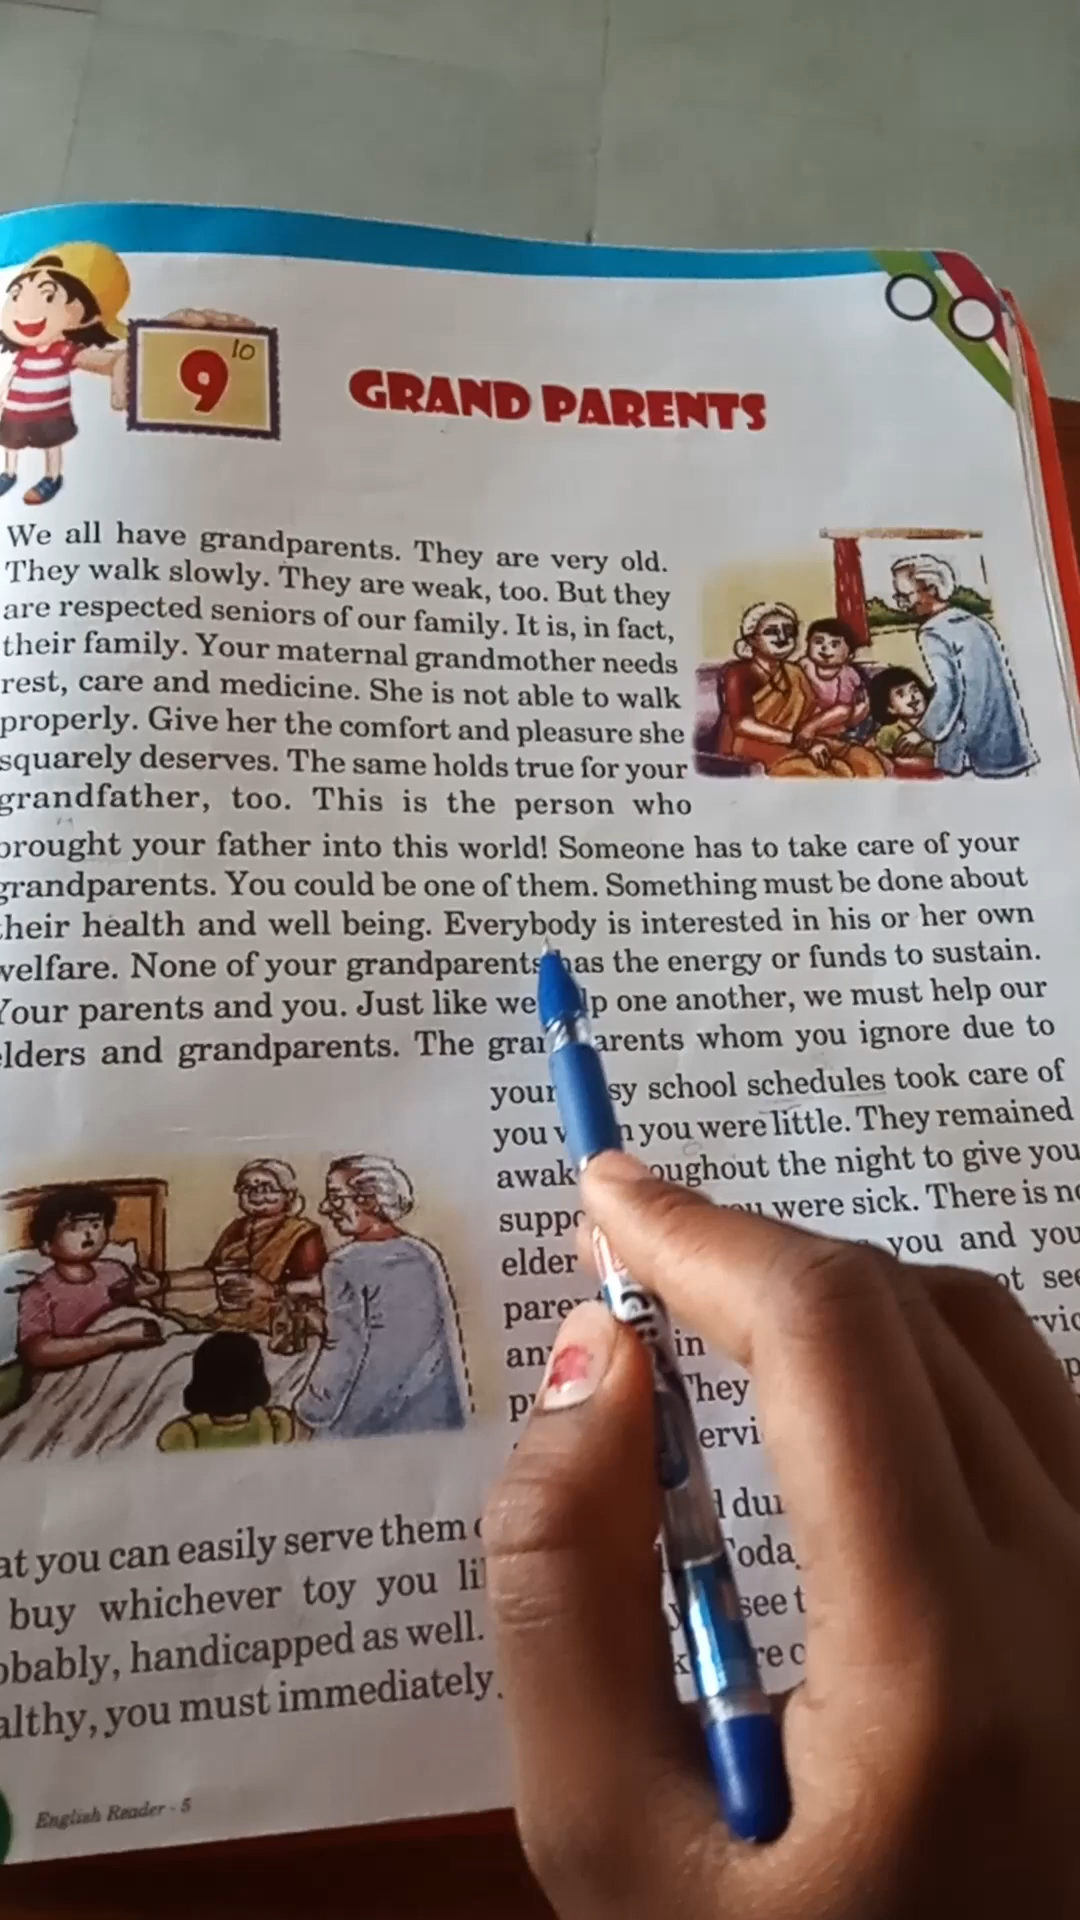 9
10
GRAND PARENTS
We all have grandparents. They are very old.
They walk slowly. They are weak, too. But they
are respected seniors of our family. It is, in fact,
their family. Your maternal grandmother needs
rest, care and medicine. She is not able to walk
properly. Give her the comfort and pleasure she
squarely deserves. The same holds true for your
grandfather, too. This is the person who
brought your father into this world! Someone has to take care of your
grandparents. You could be one of them. Something must be done about
their health and well being. Everybody is interested in his or her own
welfare. None of your grandparents has the energy or funds to sustain.
Your parents and you. Just like we one another, we must help our
elders and grandparents. The whom you ignore due to
your school schedules took care of
you you were little. They remained
the night to give you
were sick. There is
elder you and
in
They
at you can easily serve them
buy whichever toy you
handicapped as well.
you must immediately
see
English Reader - 5